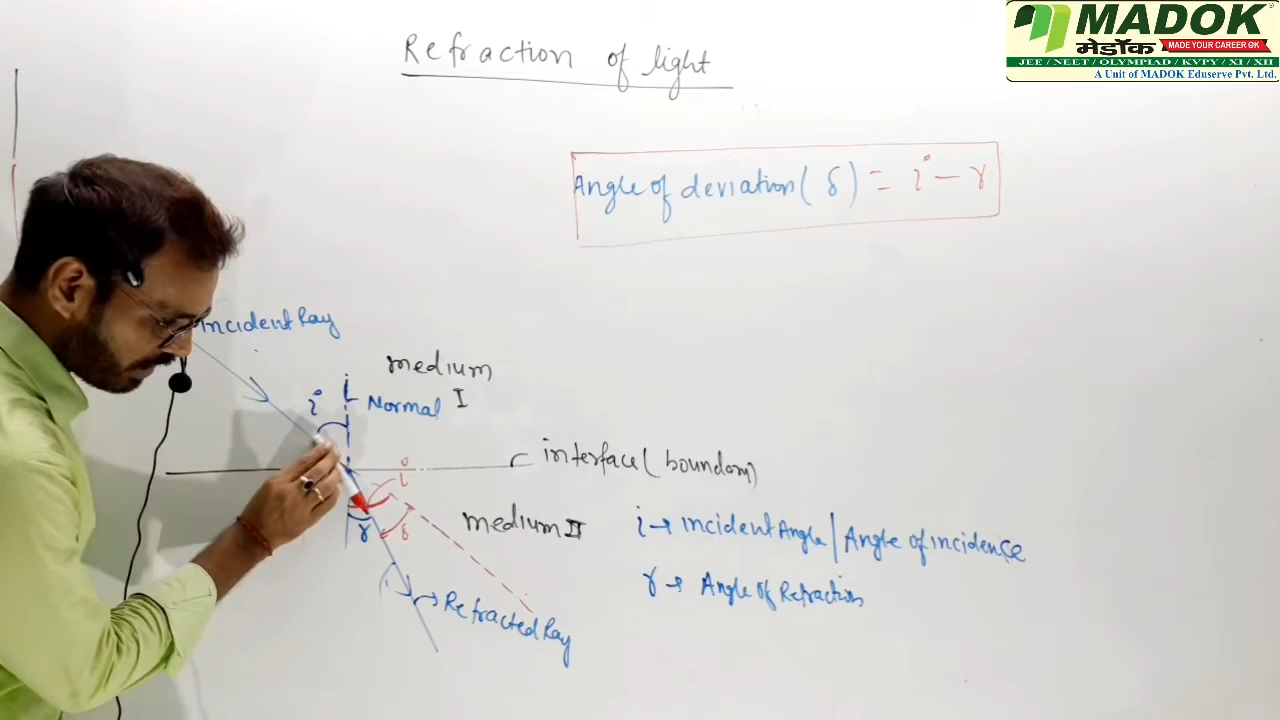 MADOK
मेडॉक
MADE YOUR CAREER OK
JEE / NEET / OLYMPIAD / KVPY / XI / XII
A Unit of MADOK Eduserve Pvt. Ltd.
Refraction of light
Angle of deviation (δ) = i - r
incident Ray
medium
I
i
Normal
interface (boundary)
i
medium II
r
δ
i → incident Angle | Angle of incidence
r → Angle of Refraction
Refracted Ray